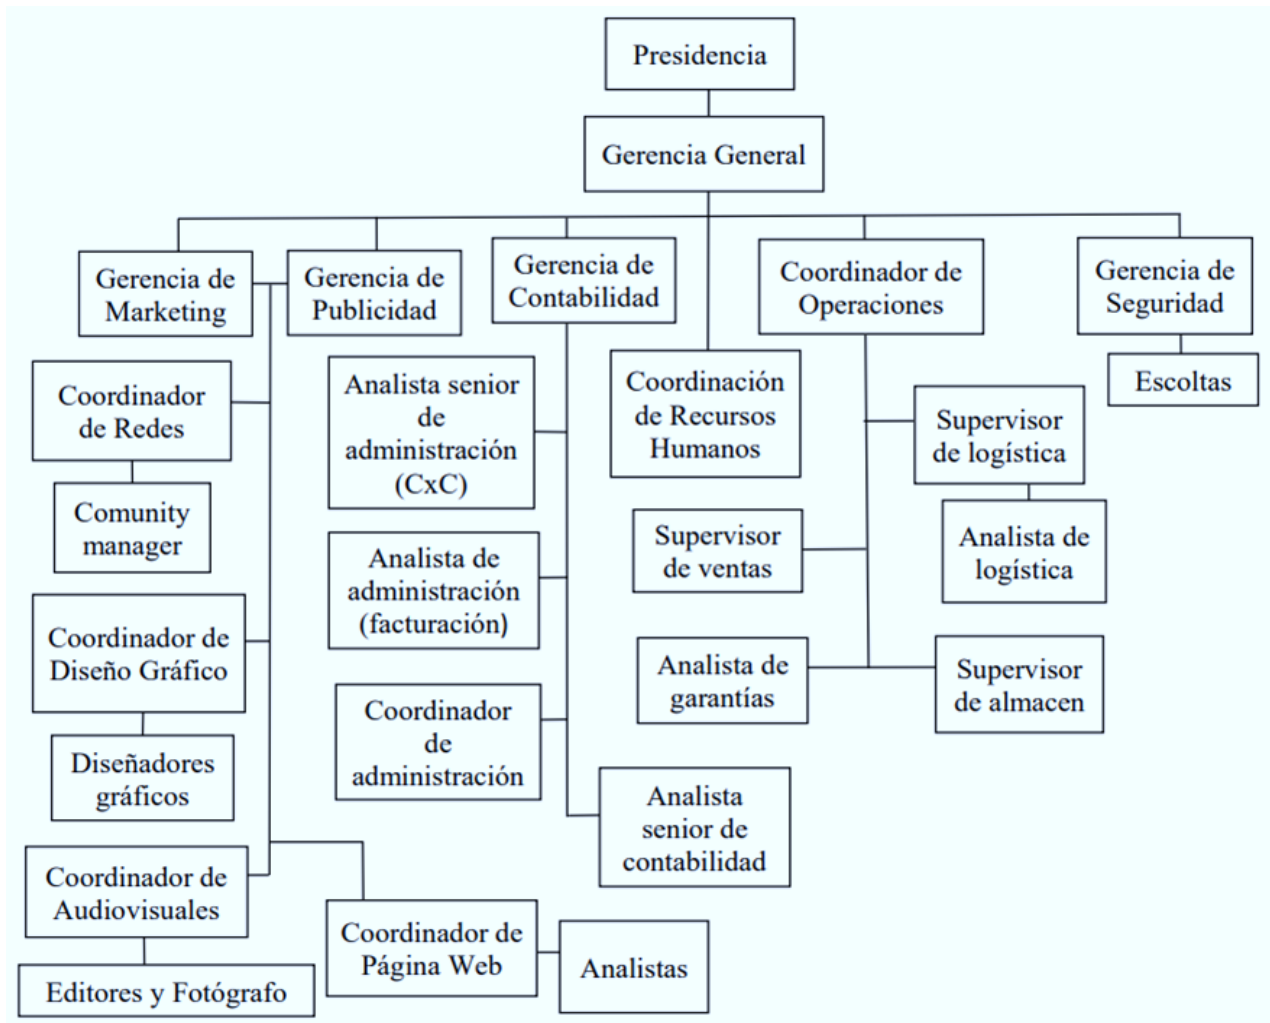 Presidencia
Gerencia General
Gerencia de
Marketing
Gerencia de
Publicidad
Gerencia de
Contabilidad
Coordinador de
Operaciones
Gerencia de
Seguridad
Coordinador
de Redes
Comunity
manager
Coordinador de
Diseño Gráfico
Diseñadores
gráficos
Coordinador de
Audiovisuales
Editores y Fotógrafo
Coordinador de
Página Web
Analistas
Analista senior
de
administración
(CxC)
Analista de
administración
(facturación)
Coordinador
de
administración
Analista
senior de
contabilidad
Coordinación
de Recursos
Humanos
Supervisor
de logística
Analista de
logística
Supervisor
de ventas
Analista de
garantías
Supervisor
de almacen
Escoltas